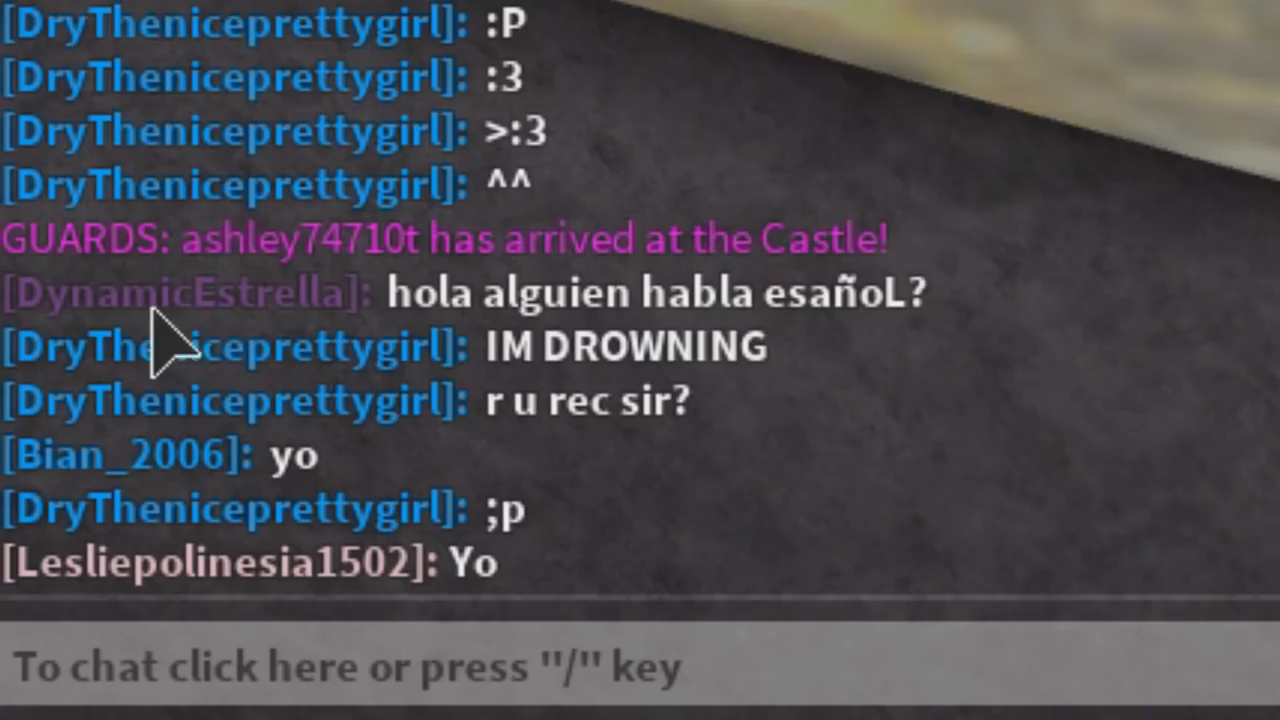 [DryTheniceprettygirl]: :P
[DryTheniceprettygirl]: :3
[DryTheniceprettygirl]: >:3
[DryTheniceprettygirl]: ^^
GUARDS: ashley74710t has arrived at the Castle!
[DynamicEstrella]: hola alguien habla esañoL?
[DryTheniceprettygirl]: IM DROWNING
[DryTheniceprettygirl]: r u rec sir?
[Bian_2006]: yo
[DryTheniceprettygirl]: ;p
[Lesliepolinesia1502]: Yo
To chat click here or press "/" key